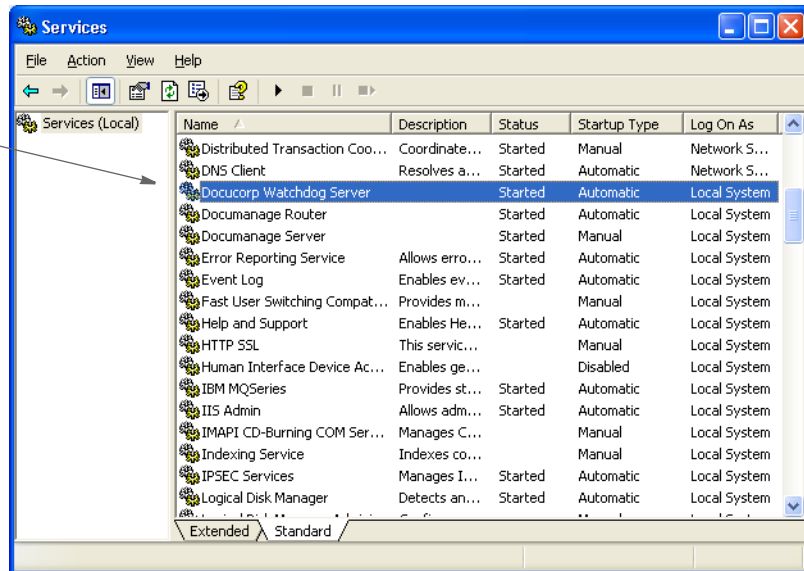 Services
File Action View Help
Services (Local)
Name Description Status Startup Type Log On As
Distributed Transaction Coo... Coordinate... Started Manual Network S...
DNS Client Resolves a... Started Automatic Network S...
Docucorp Watchdog Server Started Automatic Local System
Documanage Router Started Automatic Local System
Documanage Server Started Manual Local System
Error Reporting Service Allows erro... Started Automatic Local System
Event Log Enables ev... Started Automatic Local System
Fast User Switching Compat... Provides m... Manual Local System
Help and Support Enables He... Started Automatic Local System
HTTP SSL This servic... Manual Local System
Human Interface Device Ac... Enables ge... Disabled Local System
IBM MQSeries Provides st... Started Automatic Local System
IIS Admin Allows adm... Started Automatic Local System
IMAPI CD-Burning COM Ser... Manages C... Manual Local System
Indexing Service Indexes co... Manual Local System
IPSEC Services Manages I... Started Automatic Local System
Logical Disk Manager Detects an... Started Automatic Local System
Extended Standard